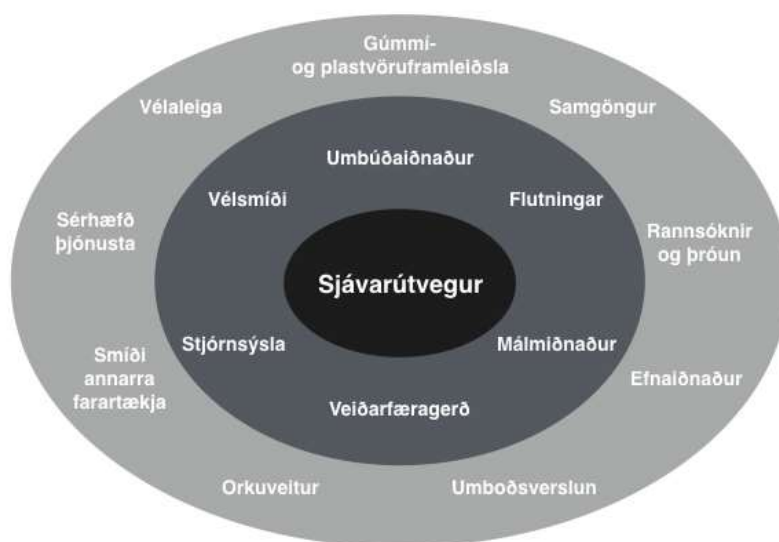 Gúmmí-
og plastvöruframleiðsla
Vélaleiga
Samgöngur
Umbúðaiðnaður
Vélsmíði
Flutningar
Sérhæfð
þjónusta
Rannsóknir
og þróun
Sjávarútvegur
Stjórnsýsla
Málmiðnaður
Smíði
annarra
farartækja
Efnaiðnaður
Veiðarfæragerð
Orkuveitur
Umboðsverslun